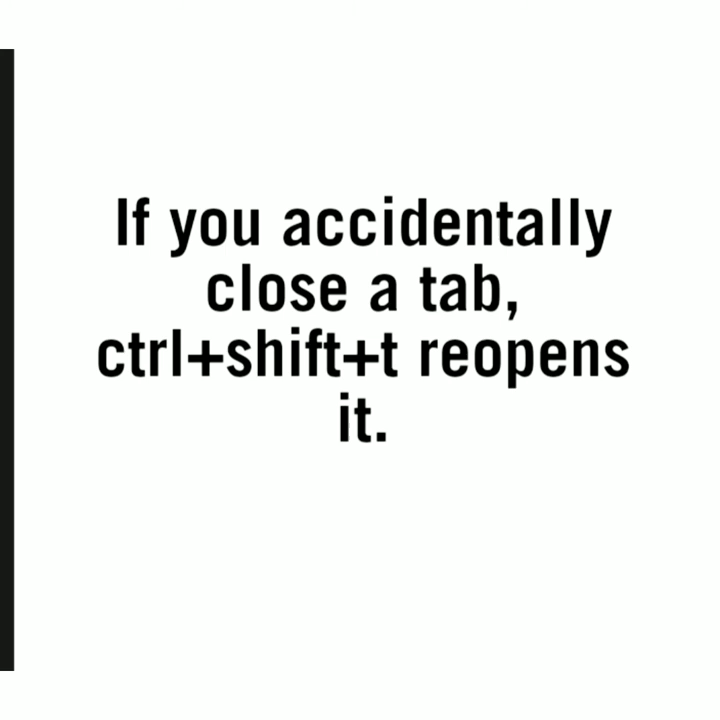 If you accidentally
close a tab,
ctrl+shift+t reopens
it.